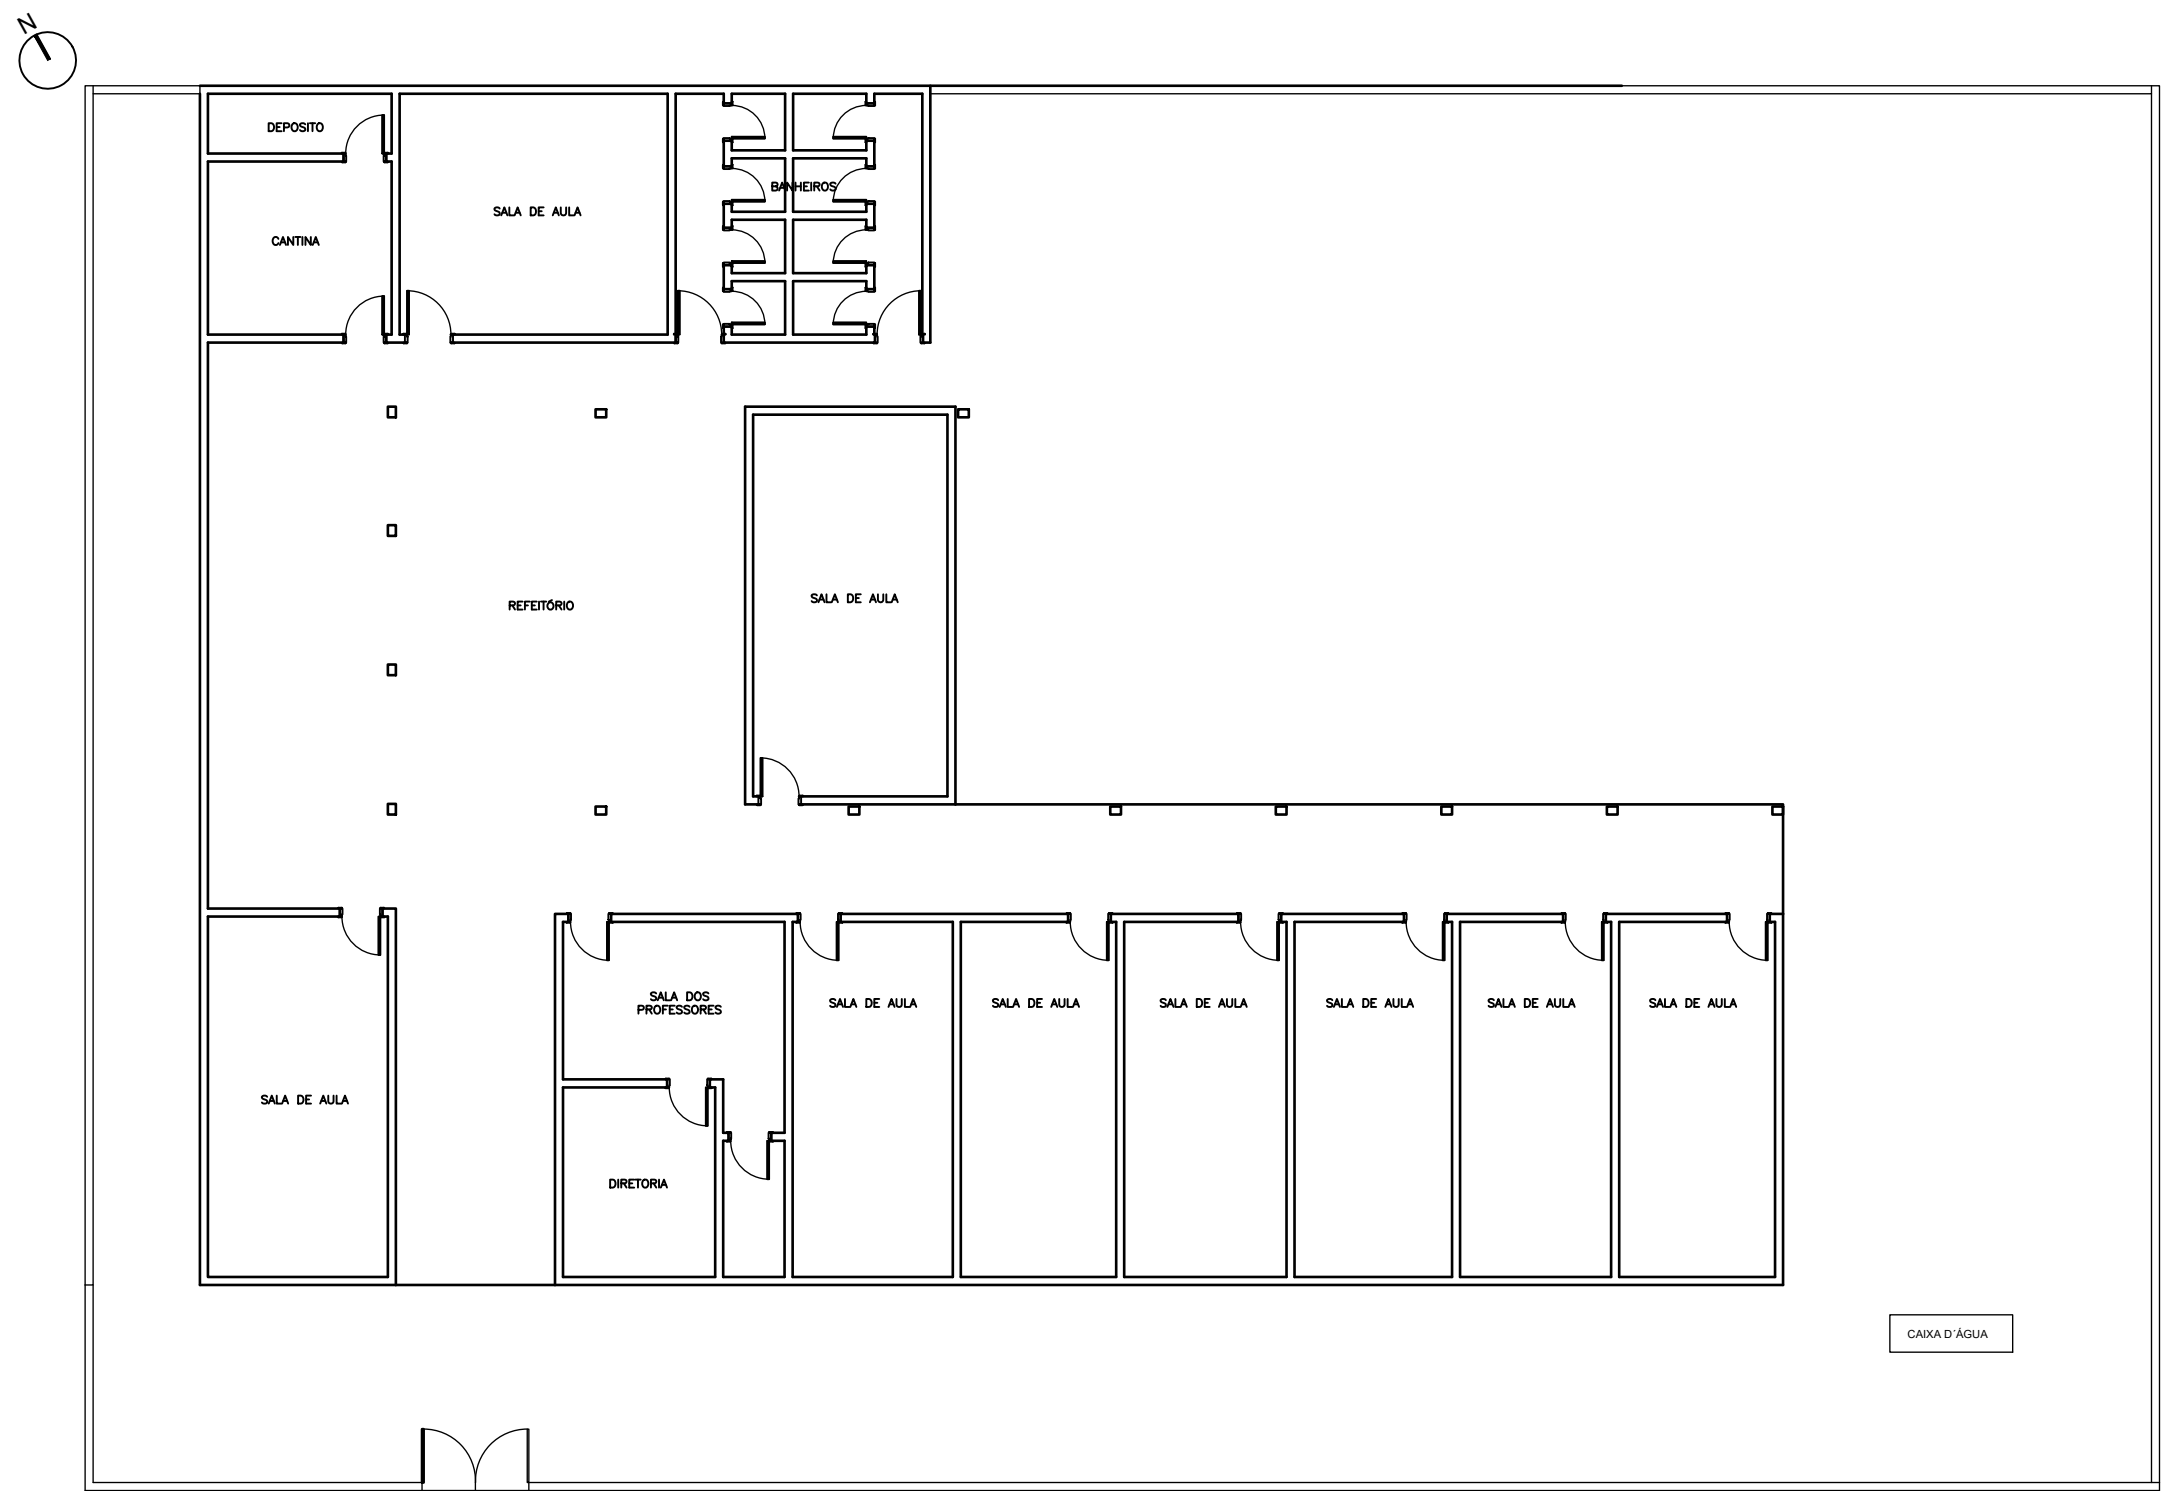 N
DEPOSITO
BANHEIROS
SALA DE AULA
CANTINA
SALA DE AULA
REFEITÓRIO
SALA DOS
PROFESSORES
SALA DE AULA
SALA DE AULA
SALA DE AULA
SALA DE AULA
SALA DE AULA
SALA DE AULA
SALA DE AULA
DIRETORIA
CAIXA D´ÁGUA